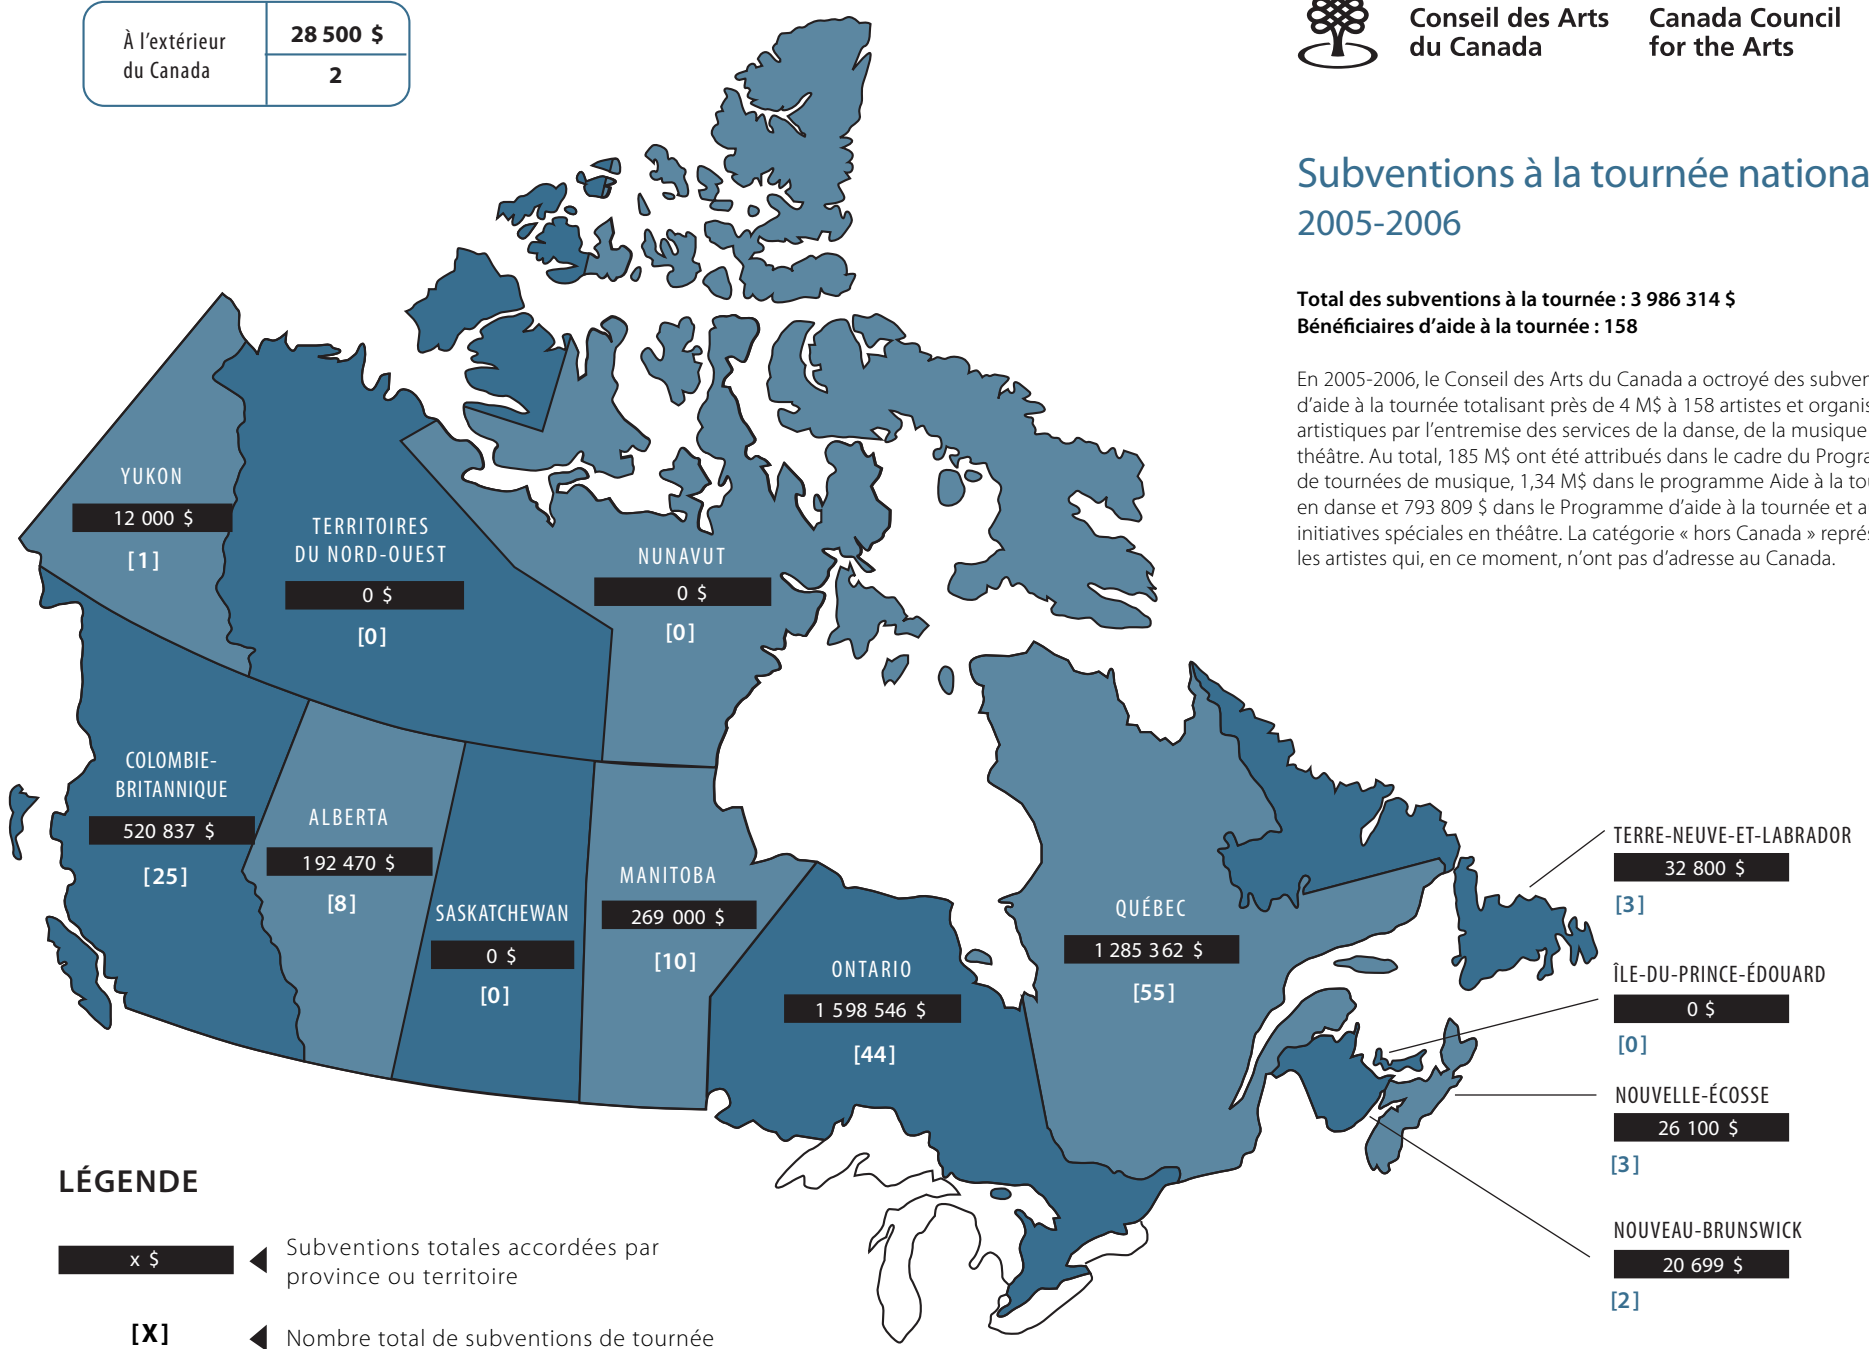 À l'extérieur
du Canada
28 500 $
2
Conseil des Arts
du Canada
Canada Council
for the Arts
Subventions à la tournée nationa
2005-2006
Total des subventions à la tournée : 3 986 314 $
Bénéficiaires d'aide à la tournée : 158
En 2005-2006, le Conseil des Arts du Canada a octroyé des subven
d'aide à la tournée totalisant près de 4 M$ à 158 artistes et organis
artistiques par l'entremise des services de la danse, de la musique
théâtre. Au total, 185 M$ ont été attribués dans le cadre du Progra
de tournées de musique, 1,34 M$ dans le programme Aide à la tou
en danse et 793 809 $ dans le Programme d'aide à la tournée et a
initiatives spéciales en théâtre. La catégorie « hors Canada » représ
les artistes qui, en ce moment, n'ont pas d'adresse au Canada.
YUKON
12 000 $
[1]
TERRITOIRES
DU NORD-OUEST
0 $
[0]
NUNAVUT
0 $
[0]
COLOMBIE-
BRITANNIQUE
520 837 $
[25]
ALBERTA
192 470 $
[8]
SASKATCHEWAN
0 $
[0]
MANITOBA
269 000 $
[10]
ONTARIO
1 598 546 $
[44]
QUÉBEC
1 285 362 $
[55]
TERRE-NEUVE-ET-LABRADOR
32 800 $
[3]
ÎLE-DU-PRINCE-ÉDOUARD
0 $
[0]
NOUVELLE-ÉCOSSE
26 100 $
[3]
NOUVEAU-BRUNSWICK
20 699 $
[2]
LÉGENDE
x $
Subventions totales accordées par
province ou territoire
[X]
Nombre total de subventions de tournée